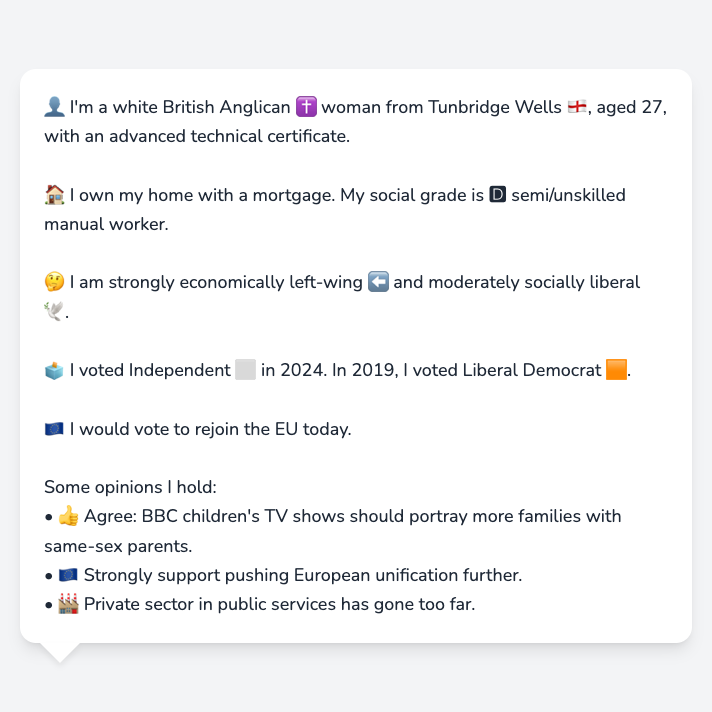 👤 I'm a white British Anglican ✝️ woman from Tunbridge Wells 🏴󠁧󠁢󠁥󠁮󠁧󠁿, aged 27,
with an advanced technical certificate.
🏠 I own my home with a mortgage. My social grade is 🅳 semi/unskilled
manual worker.
🤔 I am strongly economically left-wing ⬅️ and moderately socially liberal
🕊️.
🗳️ I voted Independent ⬜ in 2024. In 2019, I voted Liberal Democrat 🟧.
🇪🇺 I would vote to rejoin the EU today.
Some opinions I hold:
• 👍 Agree: BBC children's TV shows should portray more families with
same-sex parents.
• 🇪🇺 Strongly support pushing European unification further.
• 🏭 Private sector in public services has gone too far.